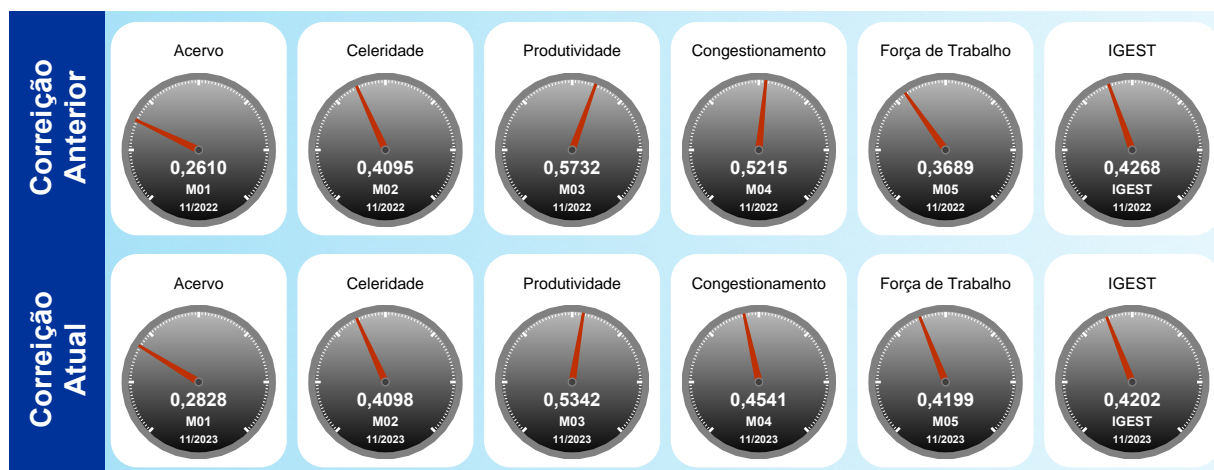 Correição
Anterior
Acervo
0,2610
M01
11/2022
Celeridade
0,4095
M02
11/2022
Produtividade
0,5732
M03
11/2022
Congestionamento
0,5215
M04
11/2022
Força de Trabalho
0,3689
M05
11/2022
IGEST
0,4268
IGEST
11/2022
Correição
Atual
Acervo
0,2828
M01
11/2023
Celeridade
0,4098
M02
11/2023
Produtividade
0,5342
M03
11/2023
Congestionamento
0,4541
M04
11/2023
Força de Trabalho
0,4199
M05
11/2023
IGEST
0,4202
IGEST
11/2023